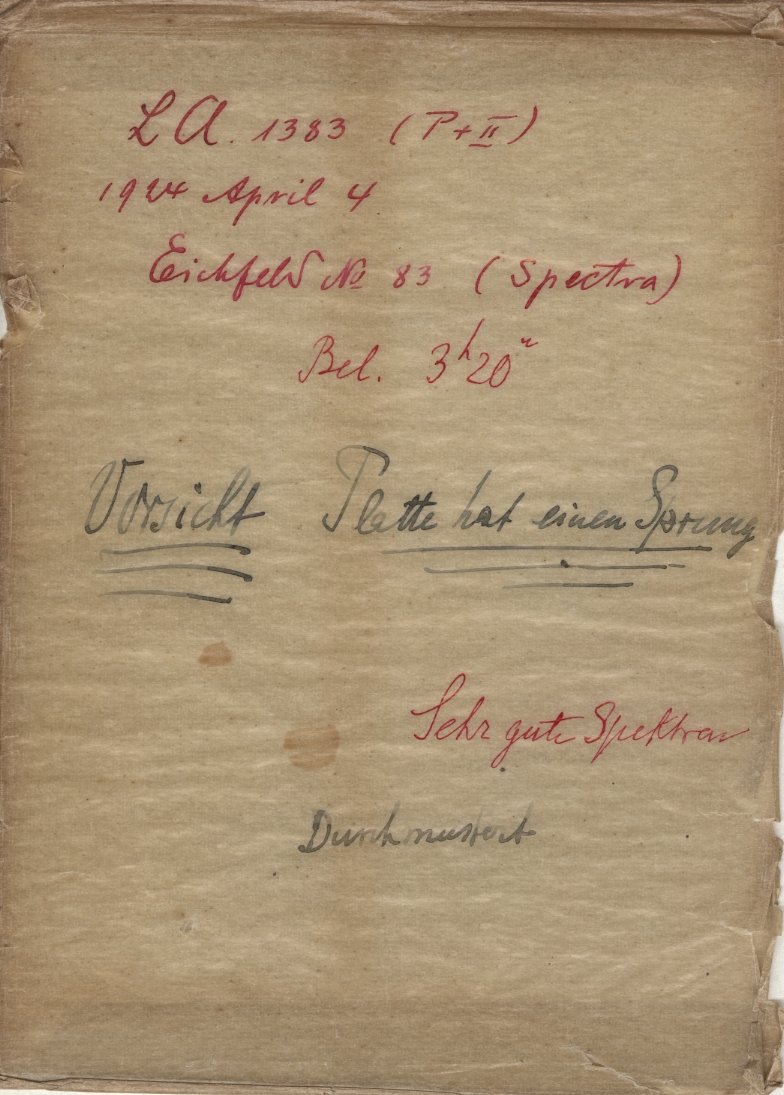 L A. 1383 (P+II)
1924 April 4
Eichfeld No 83 (Spectra)
Bel. 3h20m
Vorsicht Platte hat einen Sprung
Sehr gute Spektren
Durchmustert